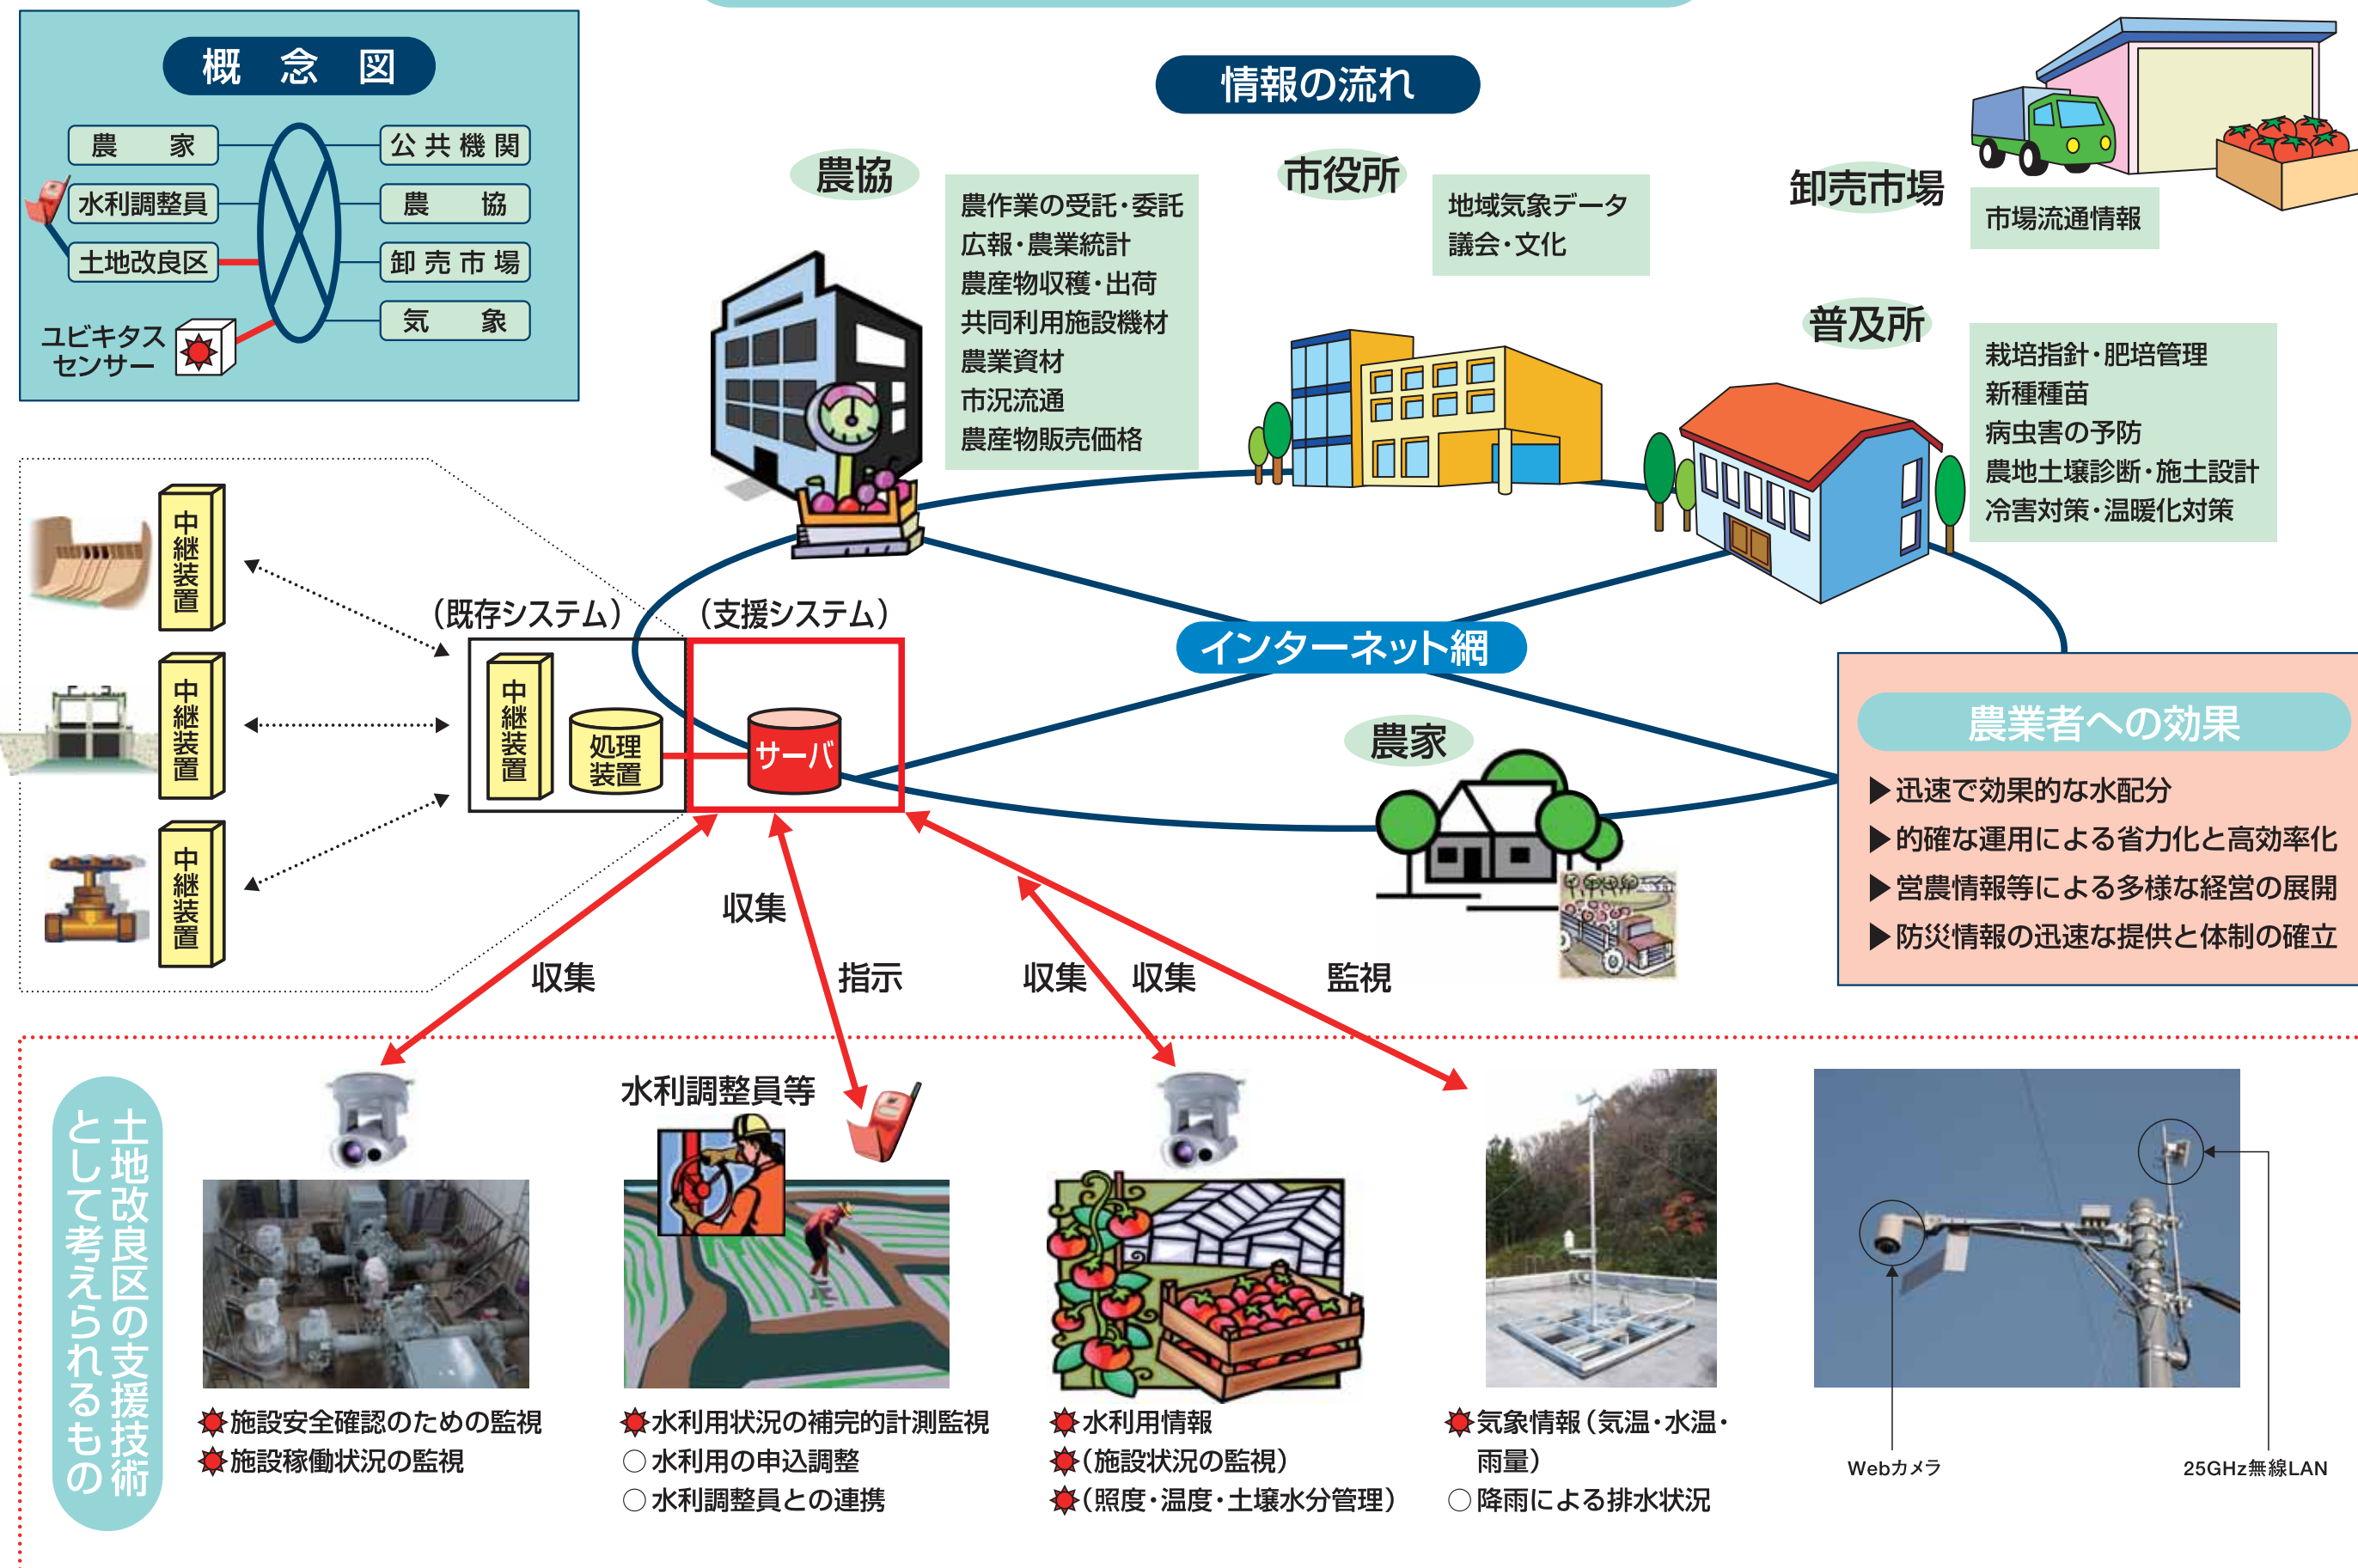 概念図
農家
水利調整員
土地改良区
ユビキタス
センサー
公共機関
農協
卸売市場
気象
情報の流れ
農協
農作業の受託・委託
広報・農業統計
農産物収穫・出荷
共同利用施設機材
農業資材
市況流通
農産物販売価格
市役所
地域気象データ
議会・文化
卸売市場
市場流通情報
普及所
栽培指針・肥培管理
新種種苗
病虫害の予防
農地土壌診断・施土設計
冷害対策・温暖化対策
中継装置
中継装置
中継装置
（既存システム）
中継装置
処理
装置
（支援システム）
サーバ
インターネット網
農家
農業者への効果
▶迅速で効果的な水配分
▶的確な運用による省力化と高効率化
▶営農情報等による多様な経営の展開
▶防災情報の迅速な提供と体制の確立
収集
収集
指示
収集
収集
監視
土地改良区の支援技術
として考えられるもの
施設安全確認のための監視
施設稼働状況の監視
水利調整員等
水利用状況の補完的計測監視
○水利用の申込調整
○水利調整員との連携
水利用情報
（施設状況の監視）
（照度・温度・土壌水分管理）
気象情報（気温・水温・
雨量）
○降雨による排水状況
Webカメラ
25GHz無線LAN